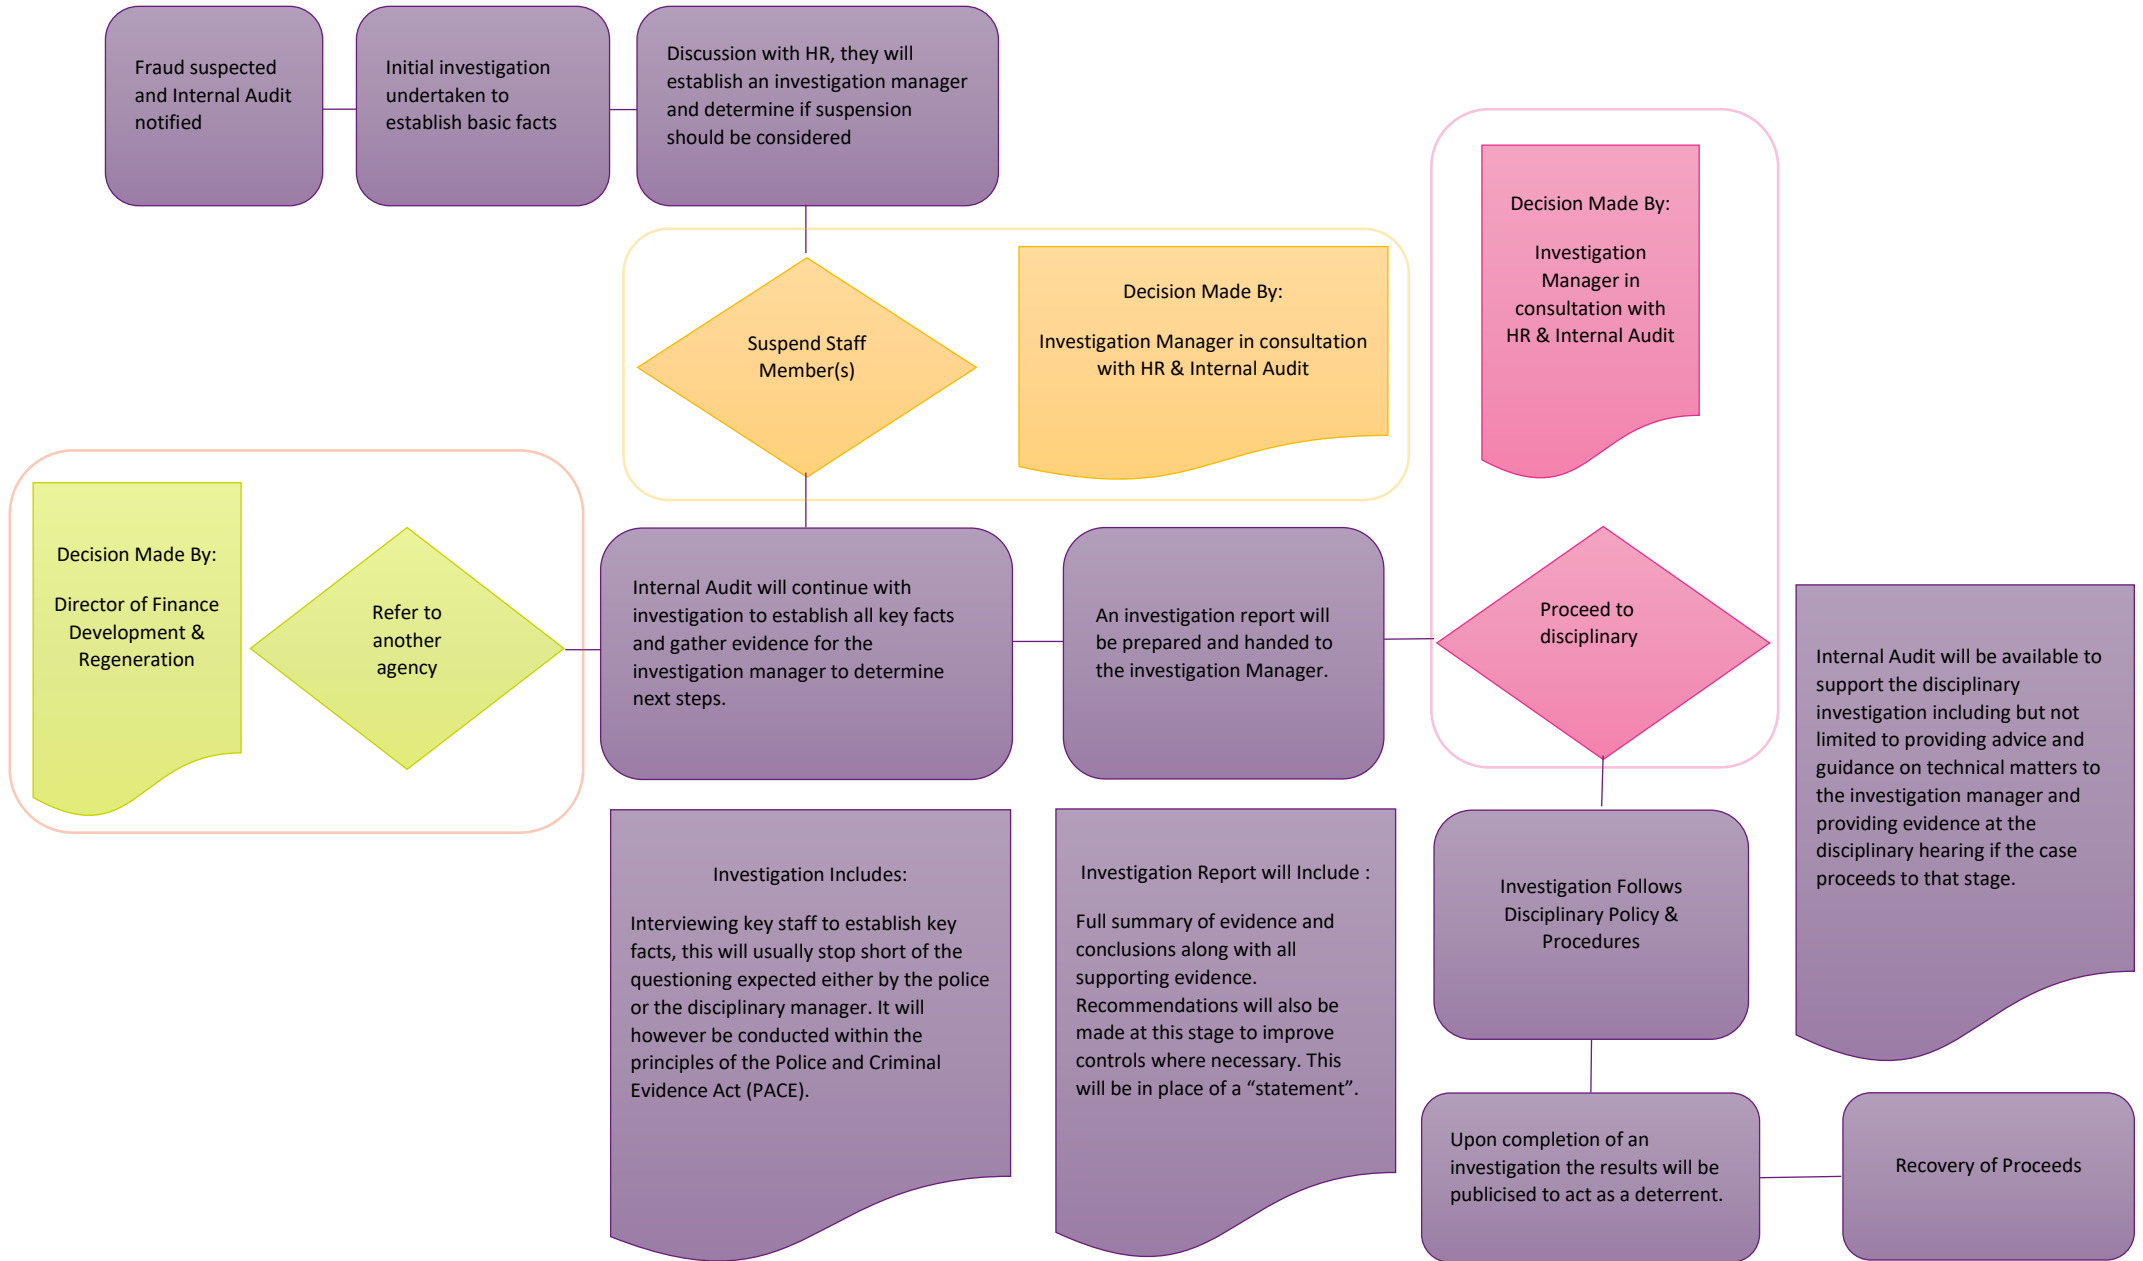 Fraud suspected
and Internal Audit
notified
Initial investigation
undertaken to
establish basic facts
Discussion with HR, they will
establish an investigation manager
and determine if suspension
should be considered
Decision Made By:
Investigation
Manager in
consultation with
HR & Internal Audit
Suspend Staff
Member(s)
Decision Made By:
Investigation Manager in consultation
with HR & Internal Audit
Decision Made By:
Director of Finance
Development &
Regeneration
Refer to
another
agency
Internal Audit will continue with
investigation to establish all key facts
and gather evidence for the
investigation manager to determine
next steps.
An investigation report will
be prepared and handed to
the investigation Manager.
Proceed to
disciplinary
Internal Audit will be available to
support the disciplinary
investigation including but not
limited to providing advice and
guidance on technical matters to
the investigation manager and
providing evidence at the
disciplinary hearing if the case
proceeds to that stage.
Investigation Includes:
Interviewing key staff to establish key
facts, this will usually stop short of the
questioning expected either by the police
or the disciplinary manager. It will
however be conducted within the
principles of the Police and Criminal
Evidence Act (PACE).
Investigation Report will Include :
Full summary of evidence and
conclusions along with all
supporting evidence.
Recommendations will also be
made at this stage to improve
controls where necessary. This
will be in place of a “statement”.
Investigation Follows
Disciplinary Policy &
Procedures
Upon completion of an
investigation the results will be
publicised to act as a deterrent.
Recovery of Proceeds